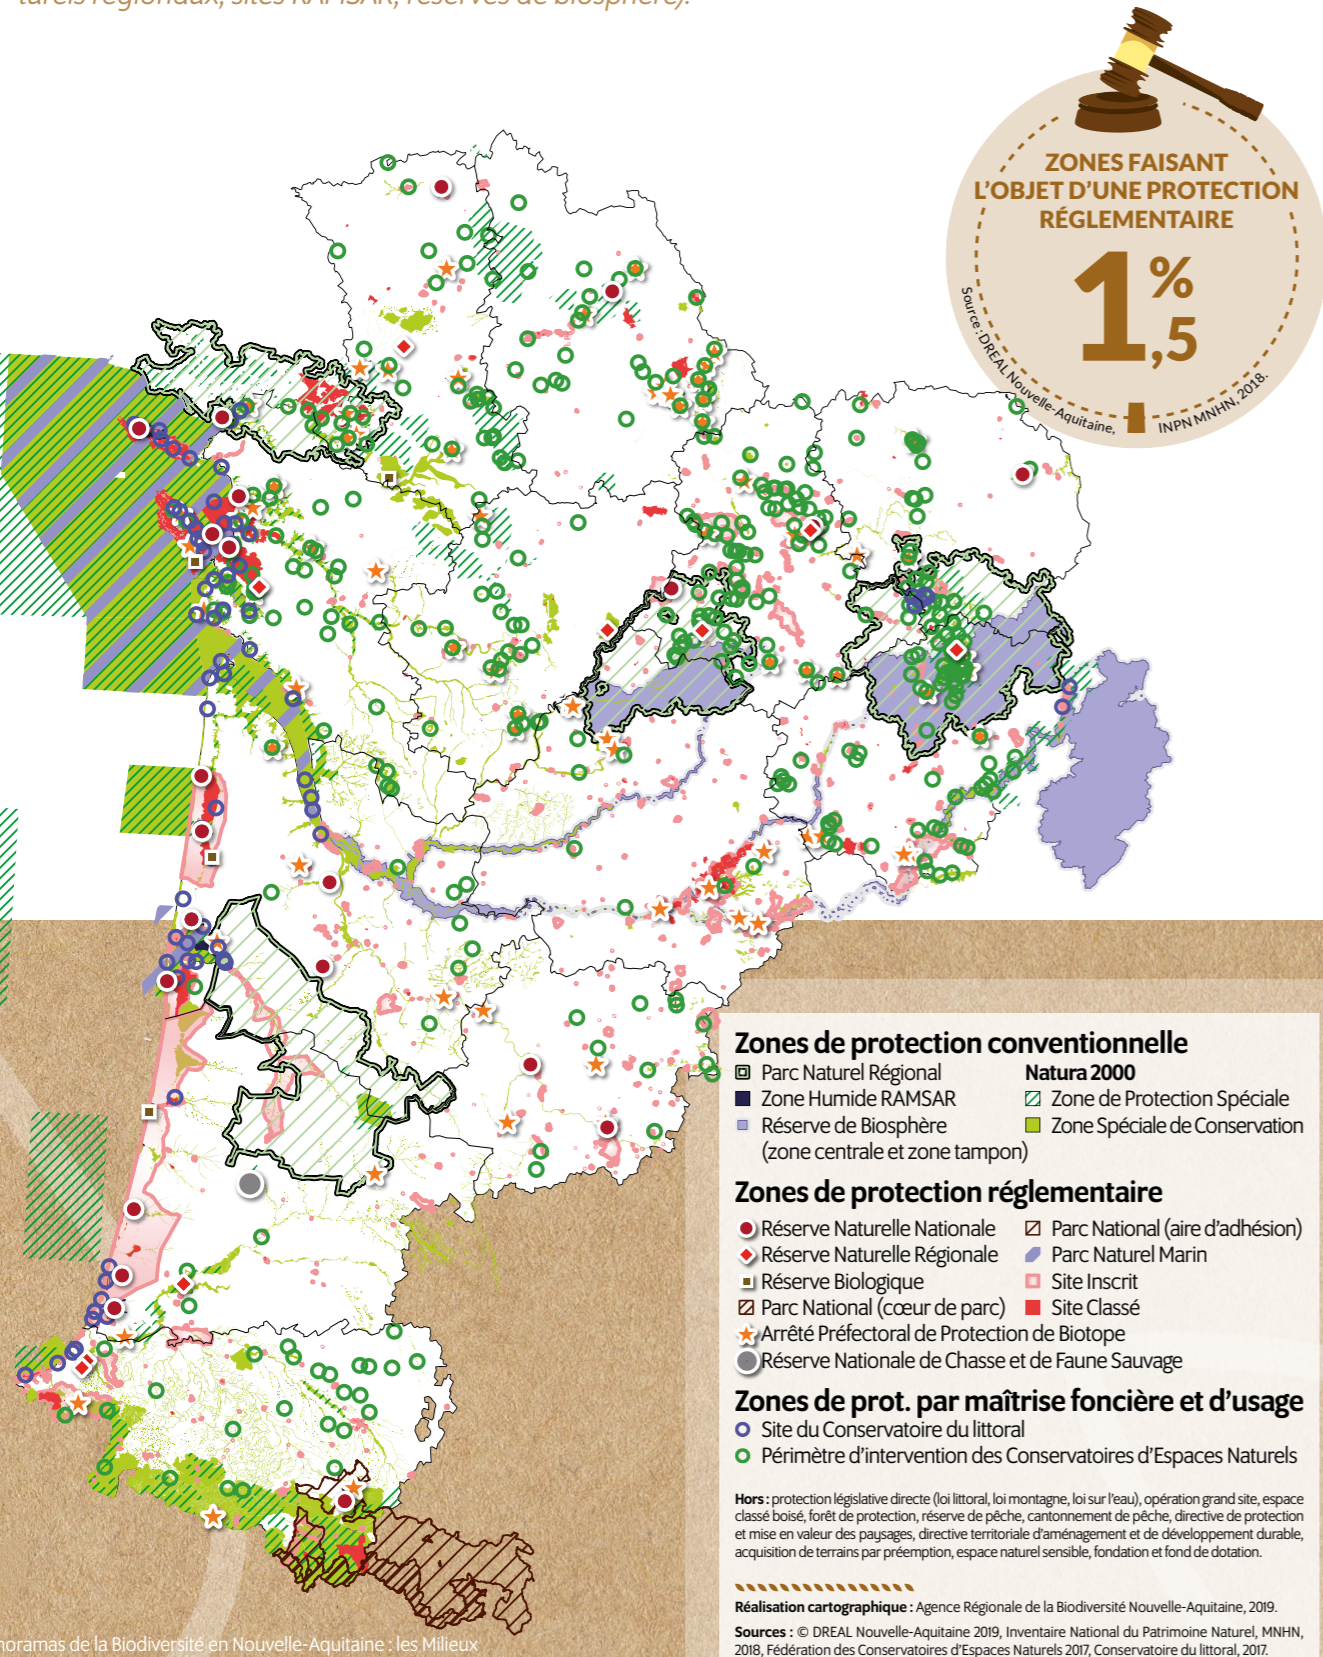 turels régionaux, sites RAMSAR, réserves de biosphère).
ZONES FAISANT
L'OBJET D'UNE PROTECTION
RÉGLEMENTAIRE
1,5 %
Source : DREAL Nouvelle-Aquitaine, INPN MNHN, 2018.
Zones de protection conventionnelle
Parc Naturel Régional
Zone Humide RAMSAR
Réserve de Biosphère
(zone centrale et zone tampon)
Natura 2000
Zone de Protection Spéciale
Zone Spéciale de Conservation
Zones de protection réglementaire
Réserve Naturelle Nationale
Réserve Naturelle Régionale
Réserve Biologique
Parc National (cœur de parc)
Parc National (aire d'adhésion)
Parc Naturel Marin
Site Inscrit
Site Classé
Arrêté Préfectoral de Protection de Biotope
Réserve Nationale de Chasse et de Faune Sauvage
Zones de prot. par maîtrise foncière et d'usage
Site du Conservatoire du littoral
Périmètre d'intervention des Conservatoires d'Espaces Naturels
Hors : protection législative directe (loi littoral, loi montagne, loi sur l'eau), opération grand site, espace
classé boisé, forêt de protection, réserve de pêche, cantonnement de pêche, directive de protection
et mise en valeur des paysages, directive territoriale d'aménagement et de développement durable,
acquisition de terrains par préemption, espace naturel sensible, fondation et fond de dotation.
Réalisation cartographique : Agence Régionale de la Biodiversité Nouvelle-Aquitaine, 2019.
Sources : © DREAL Nouvelle-Aquitaine 2019, Inventaire National du Patrimoine Naturel, MNHN,
2018, Fédération des Conservatoires d'Espaces Naturels 2017, Conservatoire du littoral, 2017.
noramas de la Biodiversité en Nouvelle-Aquitaine : les Milieux